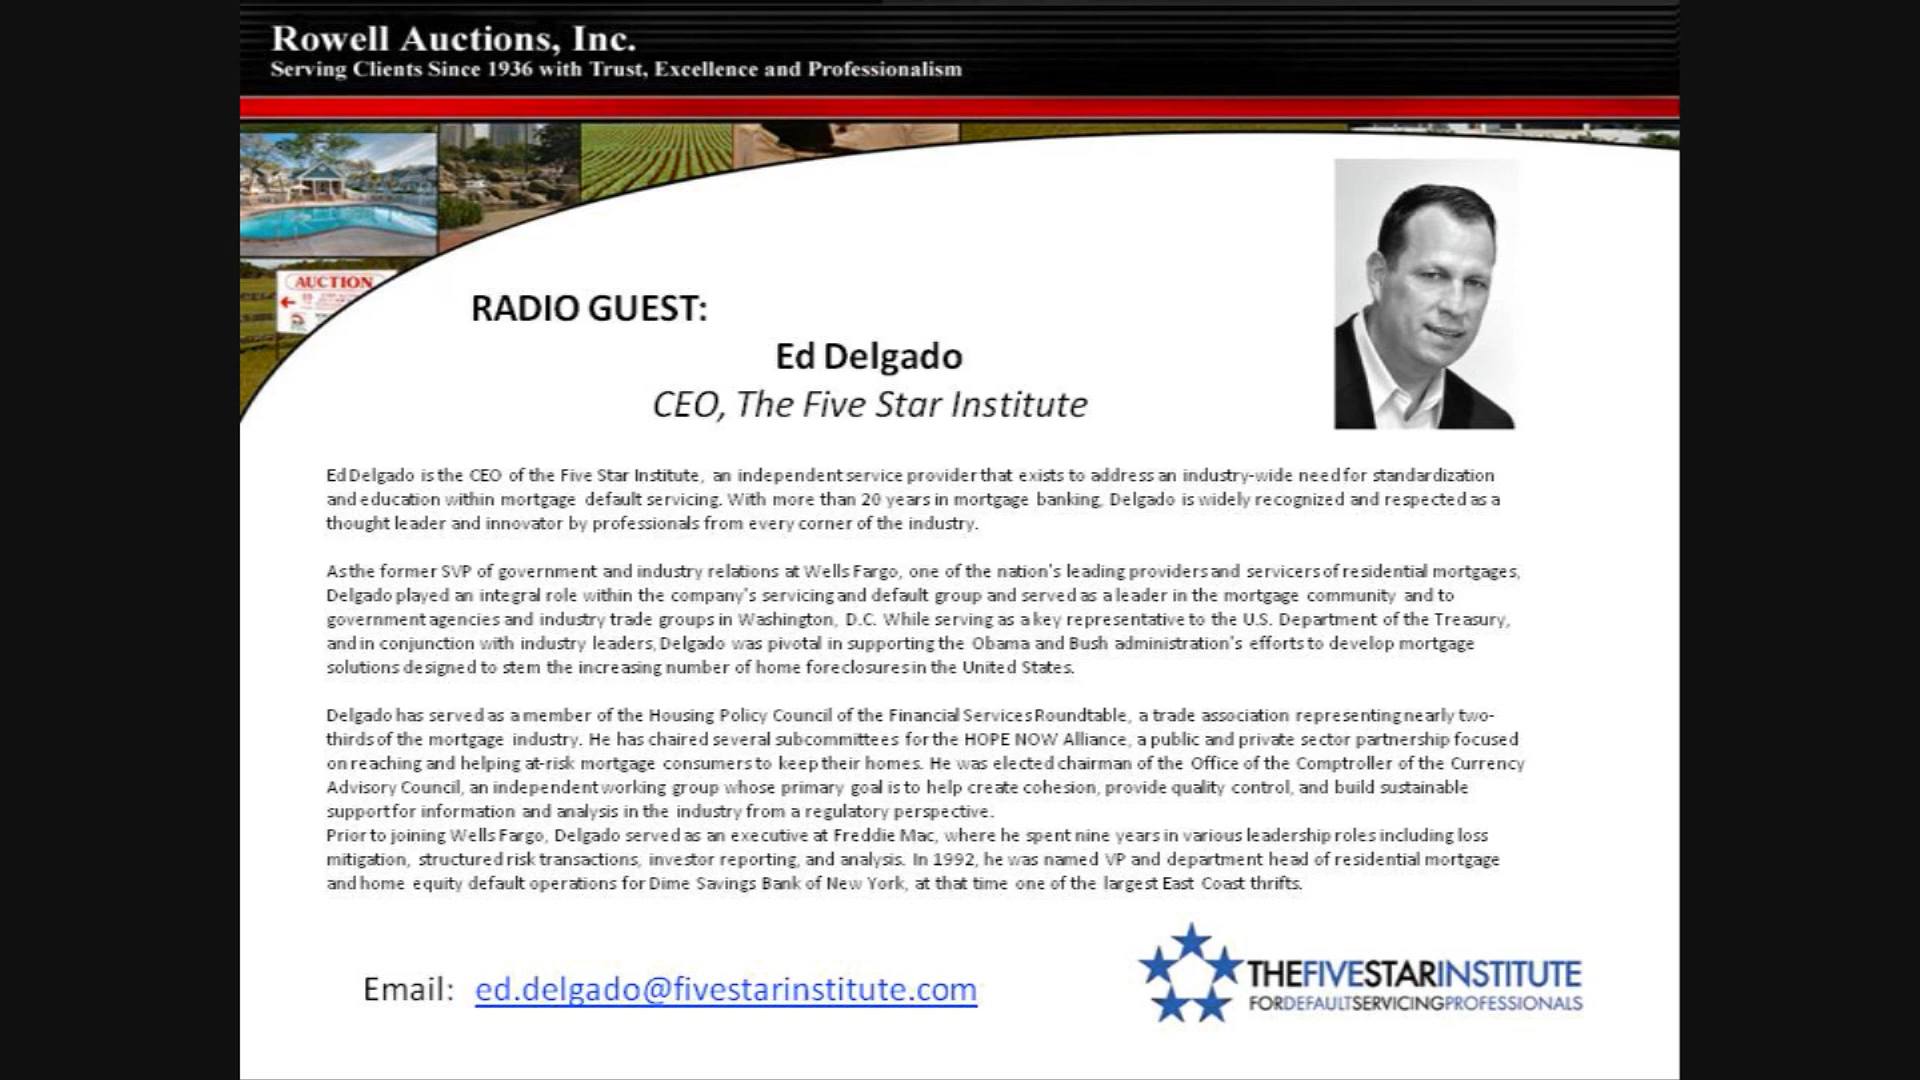 Rowell Auctions, Inc.
Serving Clients Since 1936 with Trust, Excellence and Professionalism
AUCTION
RADIO GUEST:
Ed Delgado
CEO, The Five Star Institute
Ed Delgado is the CEO of the Five Star Institute, an independent service provider that exists to address an industry-wide need for standardization
and education within mortgage default servicing. With more than 20 years in mortgage banking, Delgado is widely recognized and respected as a
thought leader and innovator by professionals from every corner of the industry.
As the former SVP of government and industry relations at Wells Fargo, one of the nation's leading providers and servicers of residential mortgages,
Delgado played an integral role within the company's servicing and default group and served as a leader in the mortgage community and to
government agencies and industry trade groups in Washington, D.C. While serving as a key representative to the U.S. Department of the Treasury,
and in conjunction with industry leaders, Delgado was pivotal in supporting the Obama and Bush administration's efforts to develop mortgage
solutions designed to stem the increasing number of home foreclosures in the United States.
Delgado has served as a member of the Housing Policy Council of the Financial Services Roundtable, a trade association representing nearly two-
thirds of the mortgage industry. He has chaired several subcommittees for the HOPE NOW Alliance, a public and private sector partnership focused
on reaching and helping at-risk mortgage consumers to keep their homes. He was elected chairman of the Office of the Comptroller of the Currency
Advisory Council, an independent working group whose primary goal is to help create cohesion, provide quality control, and build sustainable
support for information and analysis in the industry from a regulatory perspective.
Prior to joining Wells Fargo, Delgado served as an executive at Freddie Mac, where he spent nine years in various leadership roles including loss
mitigation, structured risk transactions, investor reporting, and analysis. In 1992, he was named VP and department head of residential mortgage
and home equity default operations for Dime Savings Bank of New York, at that time one of the largest East Coast thrifts.
Email: ed.delgado@fivestarinstitute.com
THEFIVESTARINSTITUTE
FORDEFAULTSERVICINGPROFESSIONALS